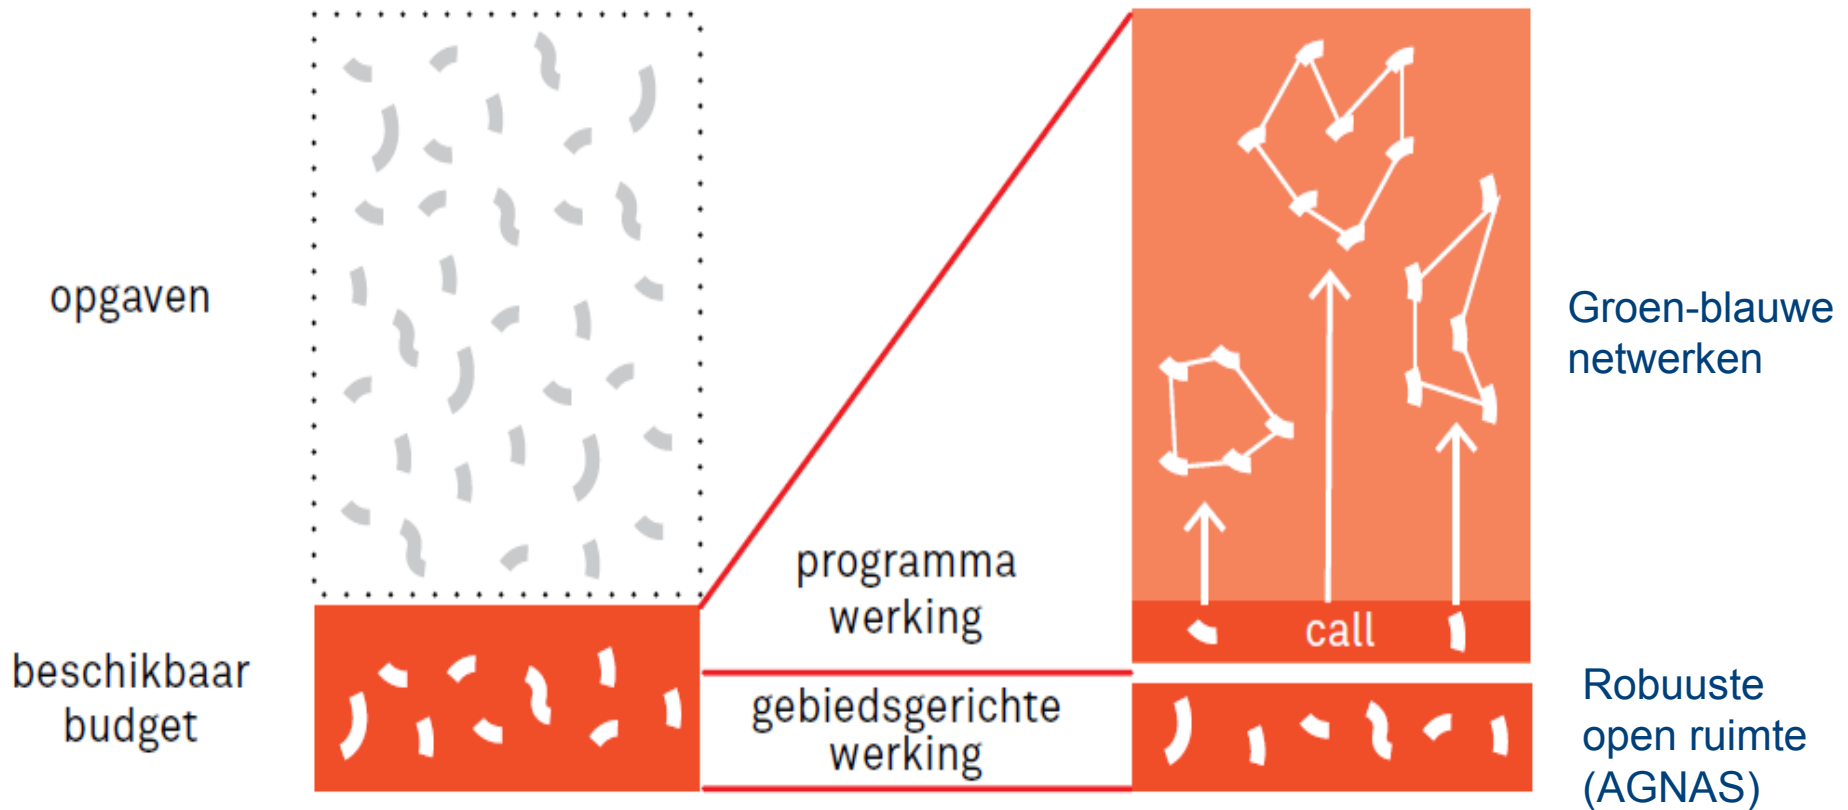 opgaven
beschikbaar
budget
programma
werking
gebiedsgerichte
werking
call
Groen-blauwe
netwerken
Robuuste
open ruimte
(AGNAS)